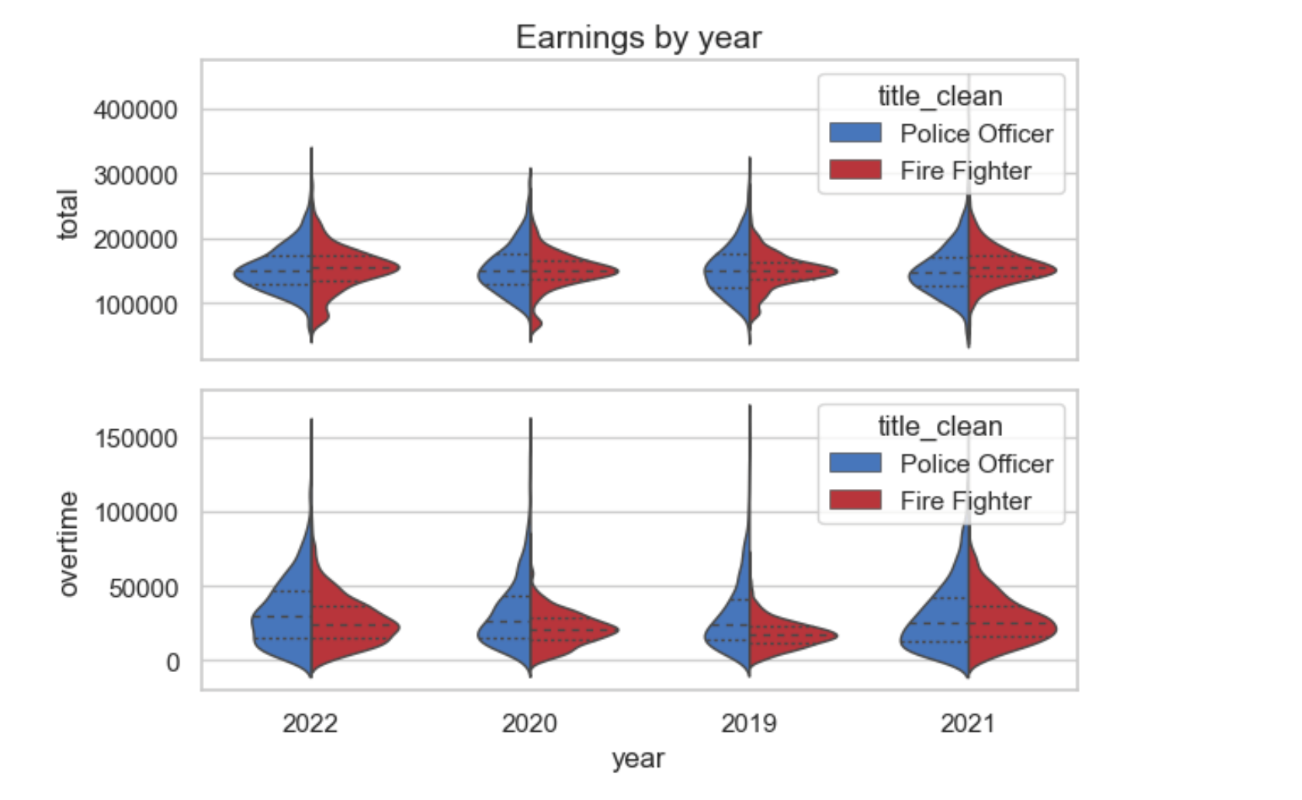 Earnings by year
title_clean
Police Officer
Fire Fighter
400000
300000
200000
100000
total
title_clean
Police Officer
Fire Fighter
150000
100000
50000
0
overtime
2022 2020 2019 2021
year